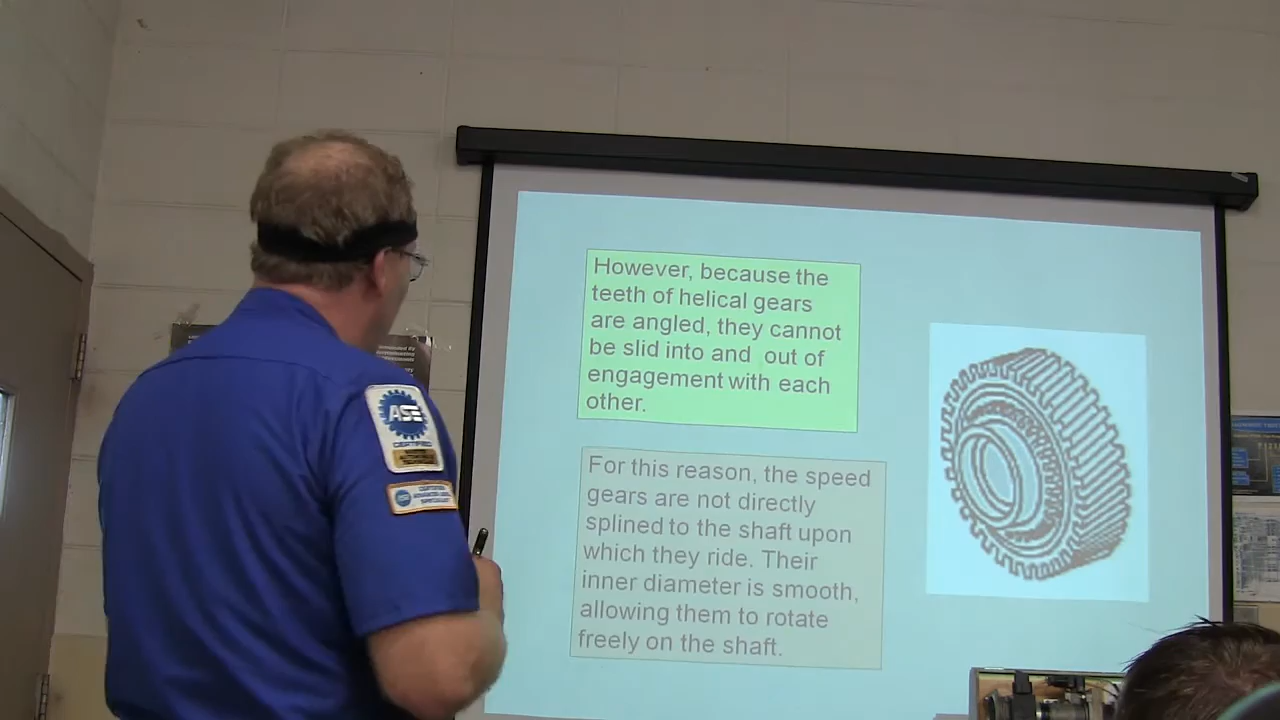 However, because the
teeth of helical gears
are angled, they cannot
be slid into and out of
engagement with each
other.
For this reason, the speed
gears are not directly
splined to the shaft upon
which they ride. Their
inner diameter is smooth,
allowing them to rotate
freely on the shaft.
ASE
CERTIFIED